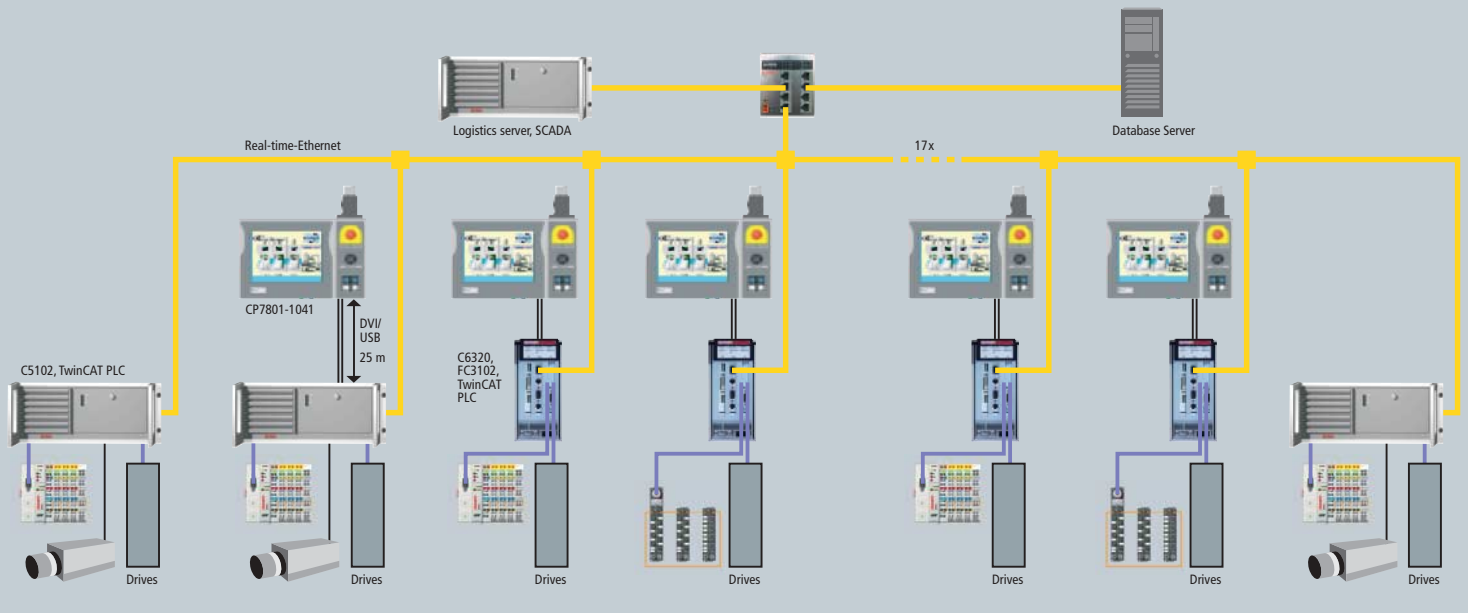 Logistics server, SCADA
Database Server
Real-time-Ethernet
17x
CP7801-1041
DVI/
USB
25 m
C5102, TwinCAT PLC
C6320,
FC3102,
TwinCAT
PLC
Drives
Drives
Drives
Drives
Drives
Drives
Drives